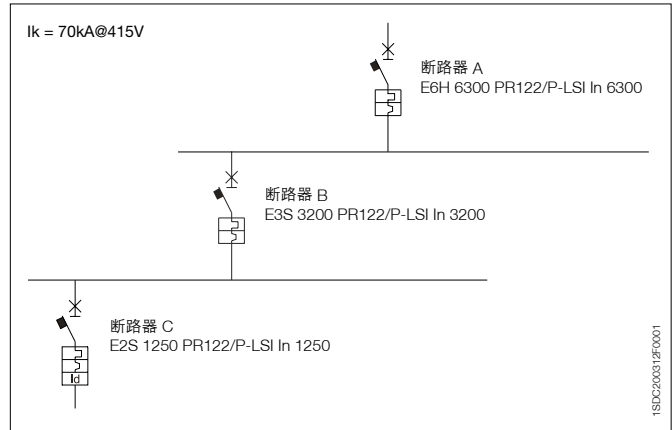 Ik = 70kA@415V
断路器 A
E6H 6300 PR122/P-LSI In 6300
断路器 B
E3S 3200 PR122/P-LSI In 3200
断路器 C
E2S 1250 PR122/P-LSI In 1250
Id
1SDC200312F0001